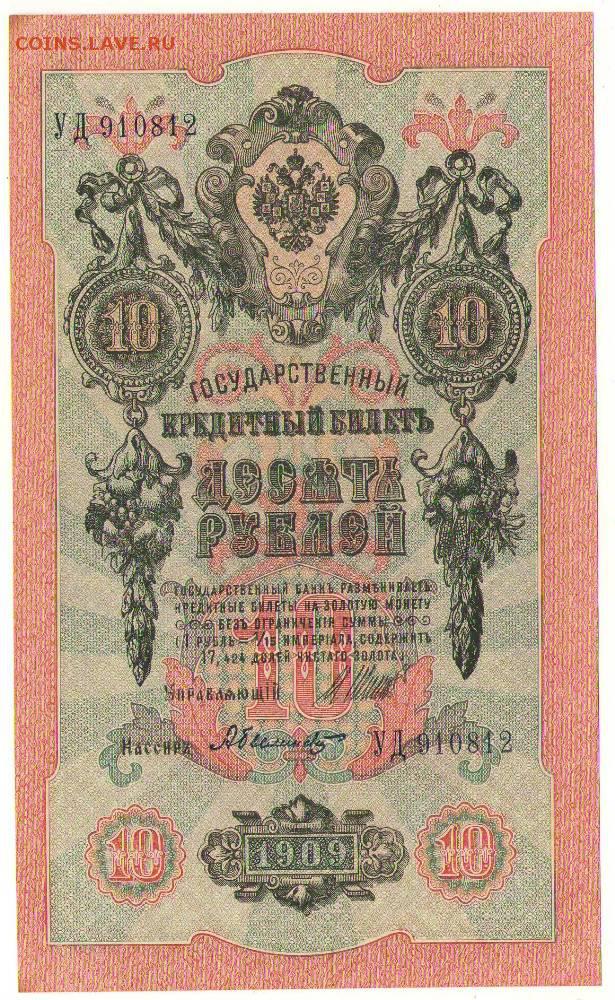 COINS.LAVE.RU
УД 910812
10 10
ГОСУДАРСТВЕННЫЙ
КРЕДИТНЫЙ БИЛЕТЪ
ДЕСЯТЬ
РУБЛЕЙ
ГОСУДАРСТВЕННЫЙ БАНКЪ РАЗМѢНИВАЕТЪ
КРЕДИТНЫЕ БИЛЕТЫ НА ЗОЛОТУЮ МОНЕТУ
БЕЗЪ ОГРАНИЧЕНІЯ СУММЫ
(1 РУБЛЬ = 1/15 ИМПЕРІАЛА, СОДЕРЖИТЪ
17,424 ДОЛЕЙ ЧИСТАГО ЗОЛОТА)
10
Управляющій
Кассиръ УД 910812
10 1909 10